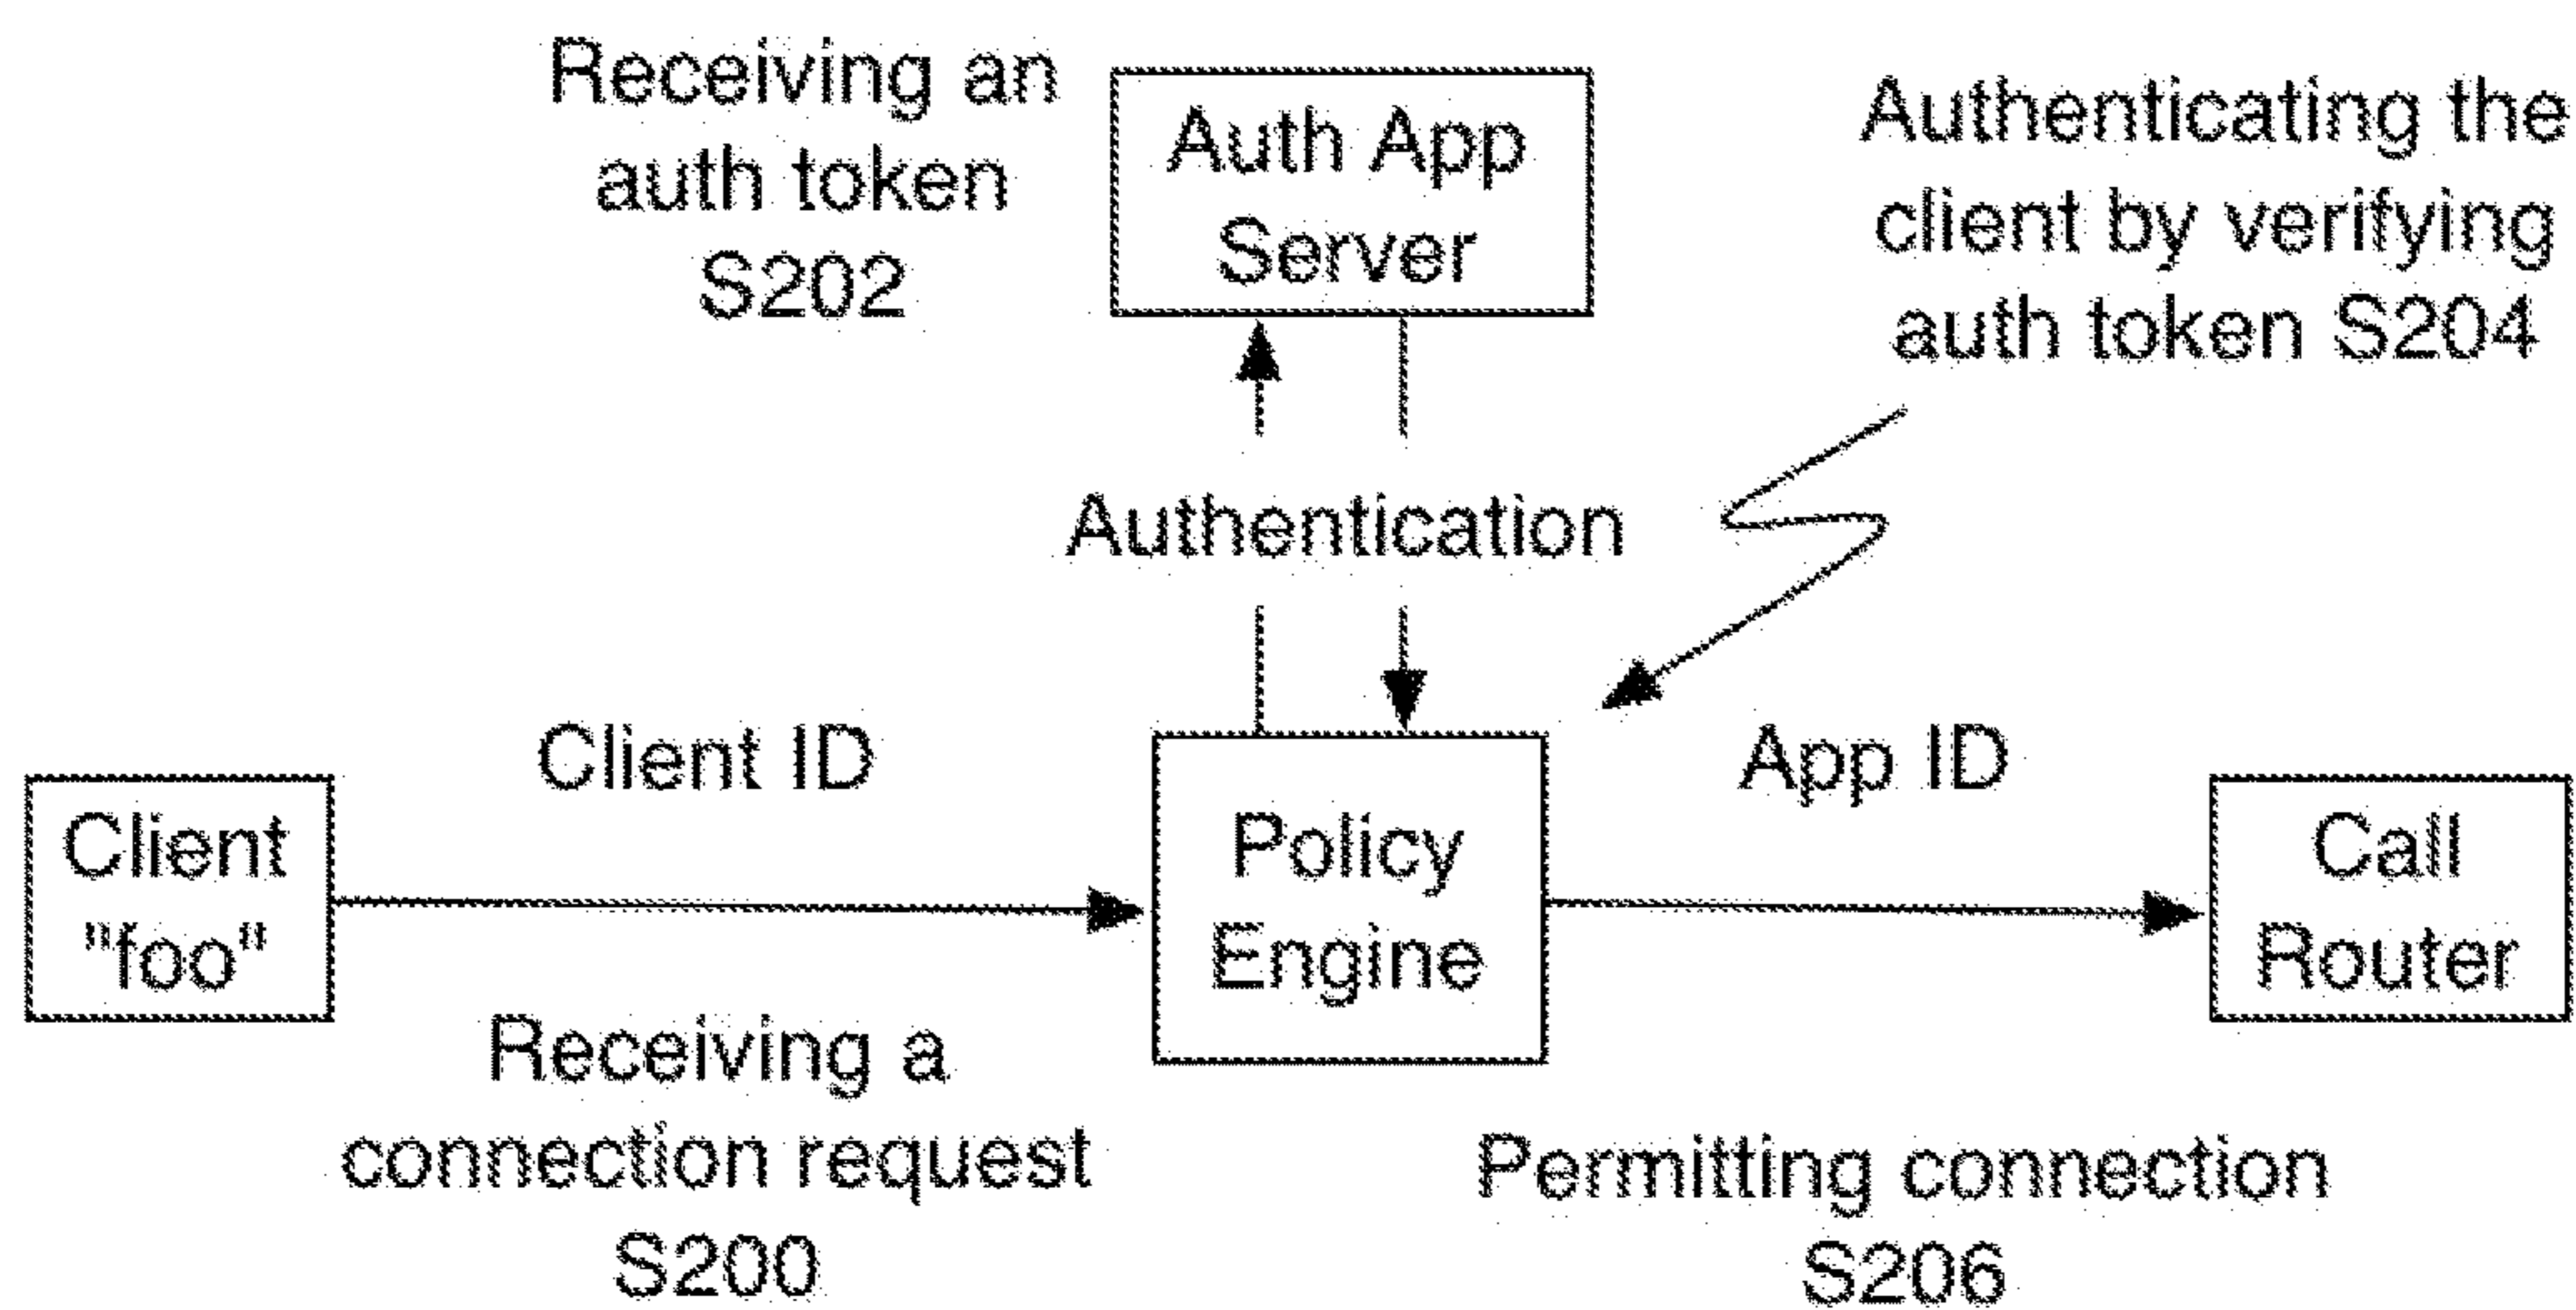 Receiving an
auth token
S202
Auth App
Server
Authenticating the
client by verifying
auth token S204
Authentication
Client ID
App ID
Client
"foo"
Policy
Engine
Call
Router
Receiving a
connection request
S200
Permitting connection
S206